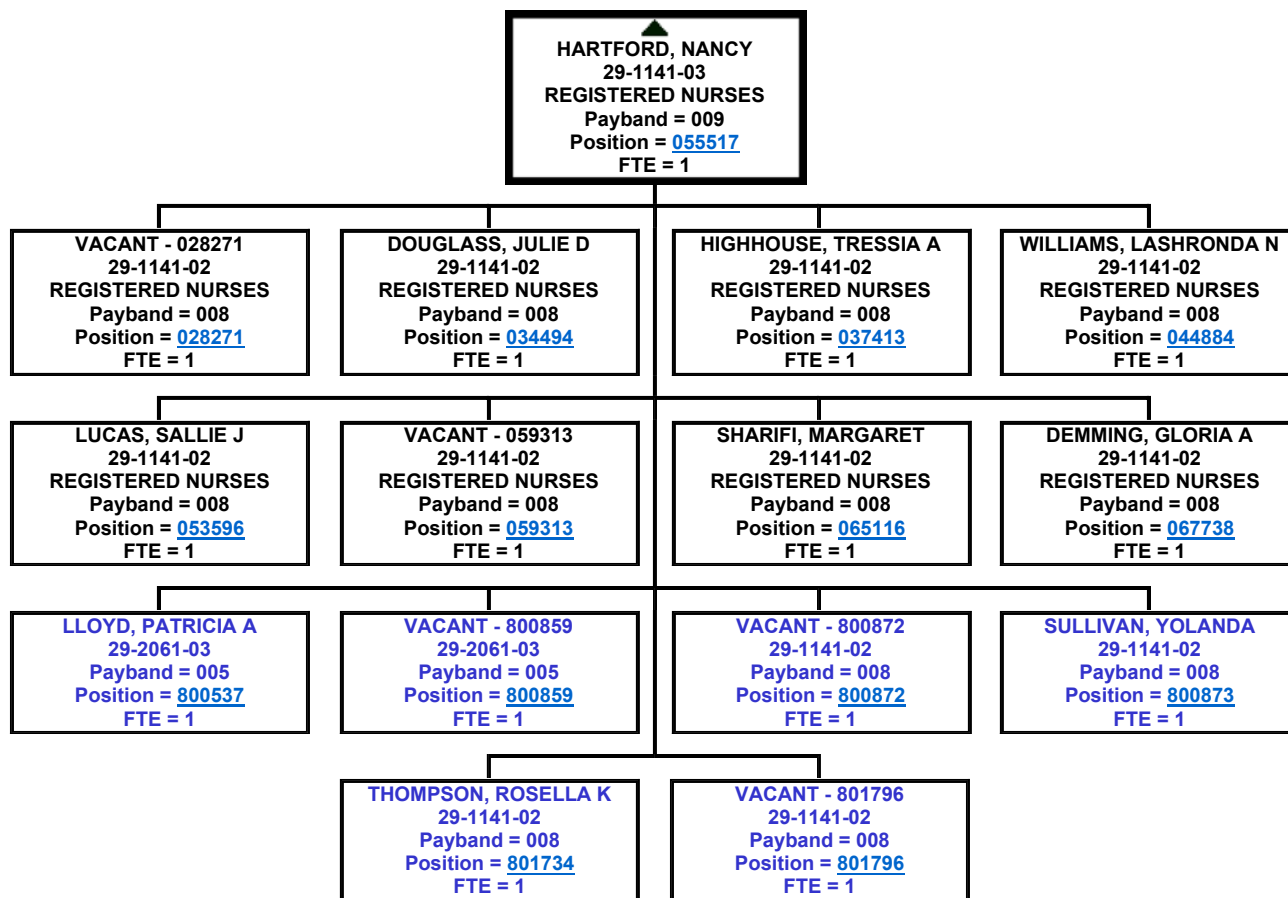 HARTFORD, NANCY
29-1141-03
REGISTERED NURSES
Payband = 009
Position = 055517
FTE = 1
VACANT - 028271
29-1141-02
REGISTERED NURSES
Payband = 008
Position = 028271
FTE = 1
DOUGLASS, JULIE D
29-1141-02
REGISTERED NURSES
Payband = 008
Position = 034494
FTE = 1
HIGHHOUSE, TRESSIA A
29-1141-02
REGISTERED NURSES
Payband = 008
Position = 037413
FTE = 1
WILLIAMS, LASHRONDA N
29-1141-02
REGISTERED NURSES
Payband = 008
Position = 044884
FTE = 1
LUCAS, SALLIE J
29-1141-02
REGISTERED NURSES
Payband = 008
Position = 053596
FTE = 1
VACANT - 059313
29-1141-02
REGISTERED NURSES
Payband = 008
Position = 059313
FTE = 1
SHARIFI, MARGARET
29-1141-02
REGISTERED NURSES
Payband = 008
Position = 065116
FTE = 1
DEMMING, GLORIA A
29-1141-02
REGISTERED NURSES
Payband = 008
Position = 067738
FTE = 1
LLOYD, PATRICIA A
29-2061-03
Payband = 005
Position = 800537
FTE = 1
VACANT - 800859
29-2061-03
Payband = 005
Position = 800859
FTE = 1
VACANT - 800872
29-1141-02
Payband = 008
Position = 800872
FTE = 1
SULLIVAN, YOLANDA
29-1141-02
Payband = 008
Position = 800873
FTE = 1
THOMPSON, ROSELLA K
29-1141-02
Payband = 008
Position = 801734
FTE = 1
VACANT - 801796
29-1141-02
Payband = 008
Position = 801796
FTE = 1